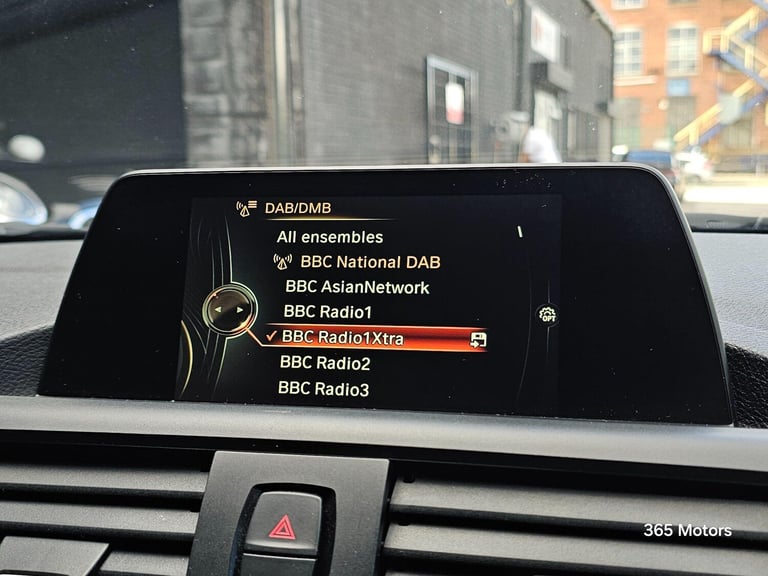 DAB/DMB
All ensembles
BBC National DAB
BBC AsianNetwork
BBC Radio1
BBC Radio1Xtra
BBC Radio2
BBC Radio3
OPT
365 Motors